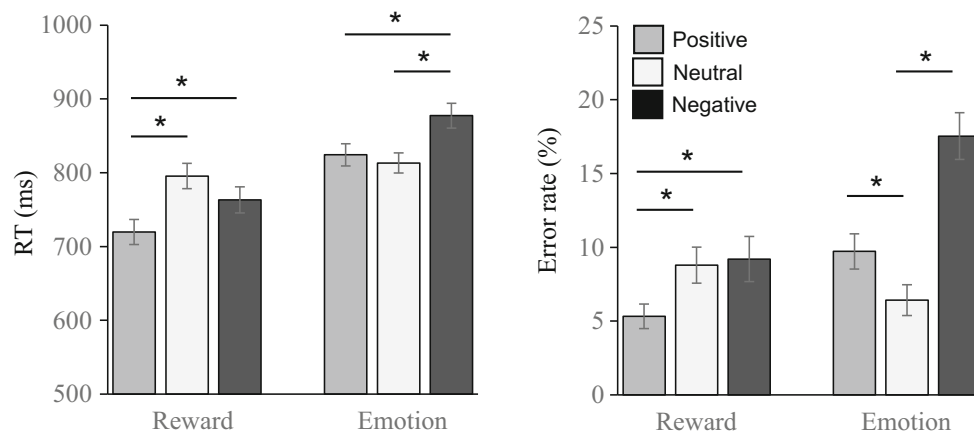 RT (ms)
1000
900
800
700
600
500
*
*
*
*
Reward
Emotion
Error rate (%)
25
20
15
10
5
0
Positive
Neutral
Negative
*
*
*
*
Reward
Emotion